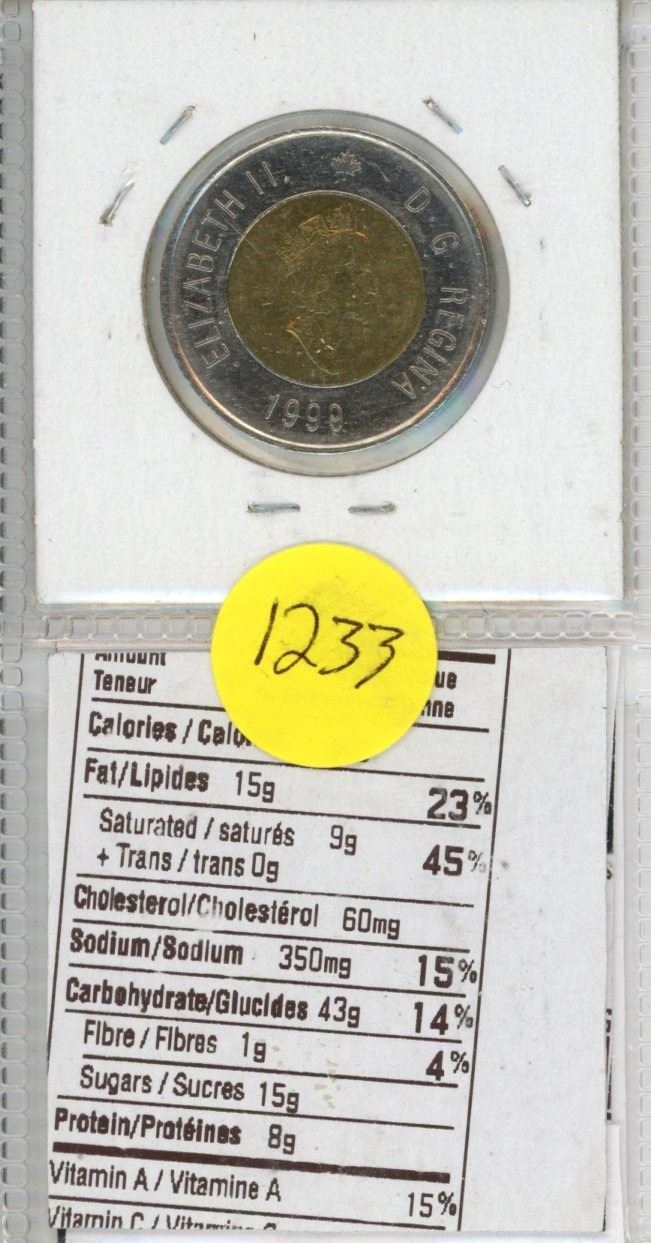 ELIZABETH II D·G·REGINA
1999
1233
Amount
Teneur
ue
nne
Calories / Calo
Fat/Lipides 15g 23%
Saturated / saturés 9g
+ Trans / trans 0g 45%
Cholesterol/Cholestérol 60mg
Sodium/Sodium 350mg 15%
Carbohydrate/Glucides 43g 14%
Fibre / Fibres 1g 4%
Sugars / Sucres 15g
Protein/Protéines 8g
Vitamin A / Vitamine A 15%
Vitamin C / Vitamine C